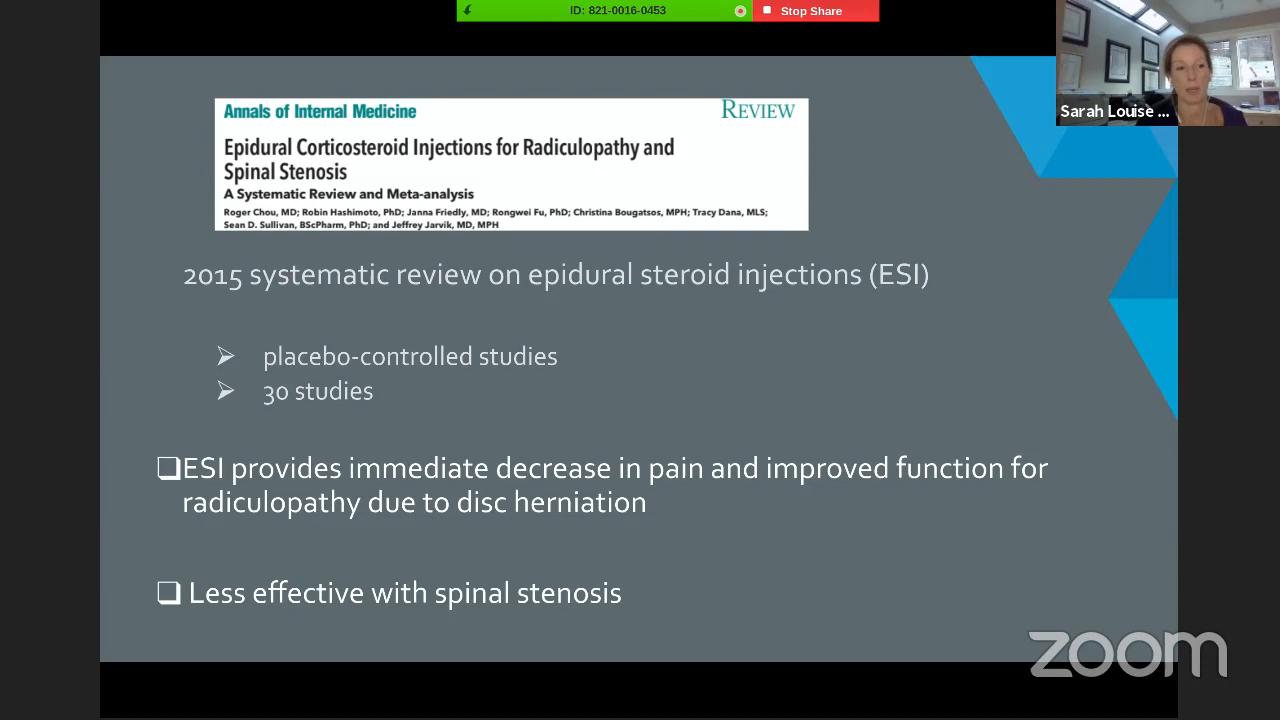 ID: 821-0016-0453
Stop Share
Sarah Louise ...
Annals of Internal Medicine
REVIEW
Epidural Corticosteroid Injections for Radiculopathy and
Spinal Stenosis
A Systematic Review and Meta-analysis
Roger Chou, MD; Robin Hashimoto, PhD; Janna Friedly, MD; Rongwei Fu, PhD; Christina Bougatsos, MPH; Tracy Dana, MLS;
Sean D. Sullivan, BScPharm, PhD; and Jeffrey Jarvik, MD, MPH
2015 systematic review on epidural steroid injections (ESI)
➢ placebo-controlled studies
➢ 30 studies
❑ESI provides immediate decrease in pain and improved function for
radiculopathy due to disc herniation
❑ Less effective with spinal stenosis
zoom